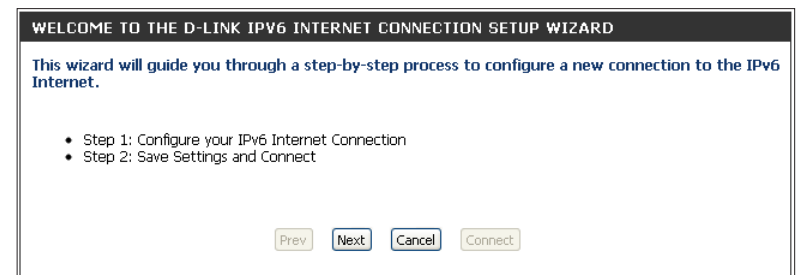 WELCOME TO THE D-LINK IPV6 INTERNET CONNECTION SETUP WIZARD
This wizard will guide you through a step-by-step process to configure a new connection to the IPv6
Internet.
• Step 1: Configure your IPv6 Internet Connection
• Step 2: Save Settings and Connect
Prev Next Cancel Connect